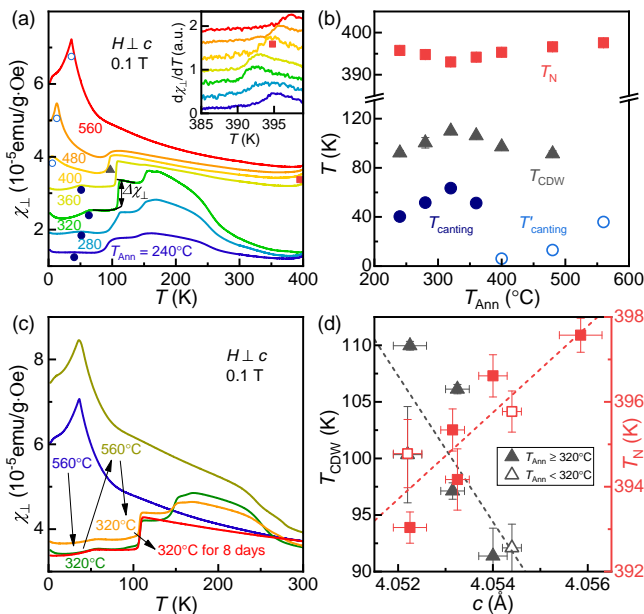 (a)
H ⊥ c
0.1 T
χ⊥ (10⁻⁵emu/g·Oe)
6
4
2
0
100
200
300
400
T (K)
560
480
400
360
320
280
T_Ann = 240°C
Δχ⊥
dχ⊥/dT (a.u.)
2
1
0
385
390
395
T (K)
(b)
T (K)
400
395
120
80
40
0
200
300
400
500
600
T_Ann (°C)
T_N
T_CDW
T_canting
T'_canting
(c)
H ⊥ c
0.1 T
χ⊥ (10⁻⁵emu/g·Oe)
8
6
4
0
50
100
150
200
250
300
T (K)
560°C
560°C
320°C
320°C
320°C for 8 days
(d)
T_CDW (K)
110
105
100
95
90
4.052
4.054
4.056
c (Å)
T_N (K)
398
396
394
392
T_Ann ≥ 320°C
T_Ann < 320°C